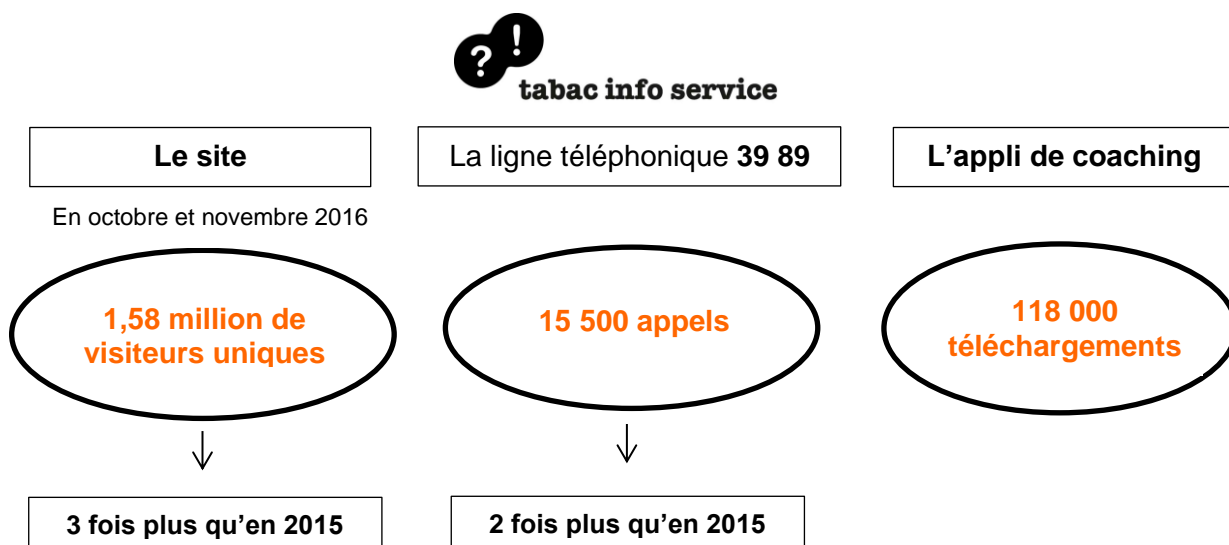 ? !
tabac info service
Le site
En octobre et novembre 2016
1,58 million de
visiteurs uniques
3 fois plus qu’en 2015
La ligne téléphonique 39 89
15 500 appels
2 fois plus qu’en 2015
L’appli de coaching
118 000
téléchargements